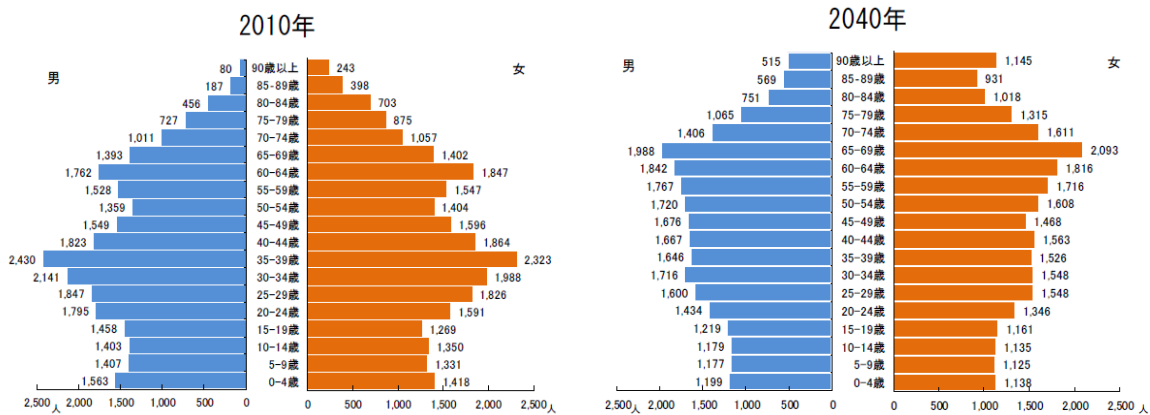 2010年
男
女
80 90歳以上 243
187 85-89歳 398
456 80-84歳 703
727 75-79歳 875
1,011 70-74歳 1,057
1,393 65-69歳 1,402
1,762 60-64歳 1,847
1,528 55-59歳 1,547
1,359 50-54歳 1,404
1,549 45-49歳 1,596
1,823 40-44歳 1,864
2,430 35-39歳 2,323
2,141 30-34歳 1,988
1,847 25-29歳 1,826
1,795 20-24歳 1,591
1,458 15-19歳 1,269
1,403 10-14歳 1,350
1,407 5-9歳 1,331
1,563 0-4歳 1,418
2,500人 2,000 1,500 1,000 500 0 0 500 1,000 1,500 2,000 2,500人
2040年
男
女
515 90歳以上 1,145
569 85-89歳 931
751 80-84歳 1,018
1,065 75-79歳 1,315
1,406 70-74歳 1,611
1,988 65-69歳 2,093
1,842 60-64歳 1,816
1,767 55-59歳 1,716
1,720 50-54歳 1,608
1,676 45-49歳 1,468
1,667 40-44歳 1,563
1,646 35-39歳 1,526
1,716 30-34歳 1,548
1,600 25-29歳 1,548
1,434 20-24歳 1,346
1,219 15-19歳 1,161
1,179 10-14歳 1,135
1,177 5-9歳 1,125
1,199 0-4歳 1,138
2,500人 2,000 1,500 1,000 500 0 0 500 1,000 1,500 2,000 2,500人